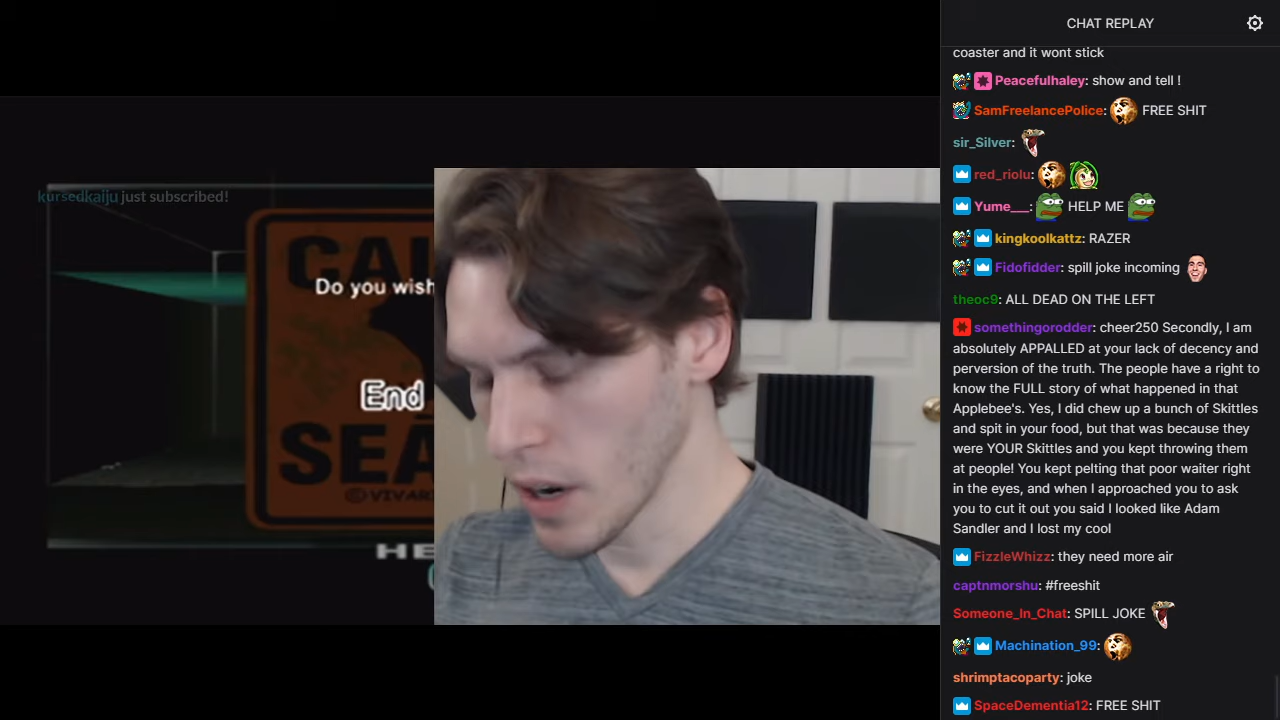 CHAT REPLAY
coaster and it wont stick
Peacefulhaley: show and tell !
SamFreelancePolice: FREE SHIT
sir_Silver:
red_riolu:
Yume___: HELP ME
kingkoolkattz: RAZER
Fidofidder: spill joke incoming
theoc9: ALL DEAD ON THE LEFT
somethingorodder: cheer250 Secondly, I am
absolutely APPALLED at your lack of decency and
perversion of the truth. The people have a right to
know the FULL story of what happened in that
Applebee's. Yes, I did chew up a bunch of Skittles
and spit in your food, but that was because they
were YOUR Skittles and you kept throwing them
at people! You kept pelting that poor waiter right
in the eyes, and when I approached you to ask
you to cut it out you said I looked like Adam
Sandler and I lost my cool
FizzleWhizz: they need more air
captnmorshu: #freeshit
Someone_In_Chat: SPILL JOKE
Machination_99:
shrimptacoparty: joke
SpaceDementia12: FREE SHIT
kursedkaiju just subscribed!
Do you wish
End
SEA